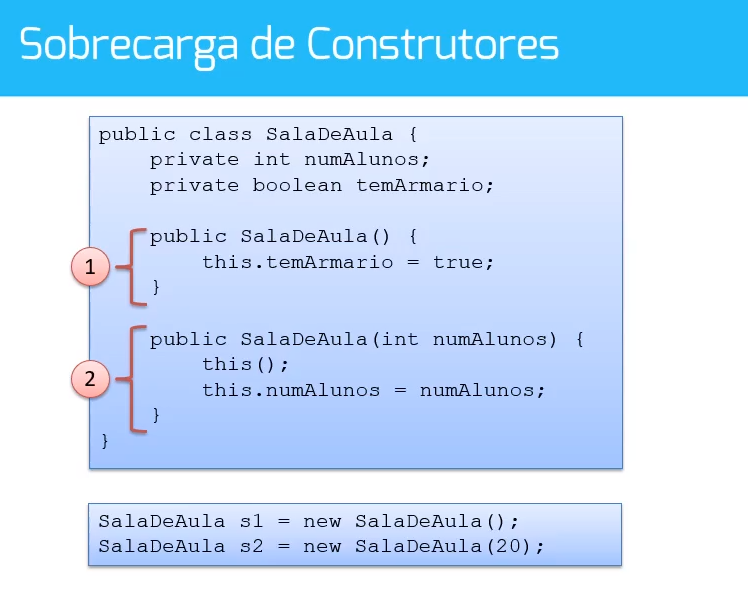 Sobrecarga de Construtores
public class SalaDeAula {
    private int numAlunos;
    private boolean temArmario;
    public SalaDeAula() {
1
        this.temArmario = true;
    }
    public SalaDeAula(int numAlunos) {
        this();
2
        this.numAlunos = numAlunos;
    }
}
SalaDeAula s1 = new SalaDeAula();
SalaDeAula s2 = new SalaDeAula(20);